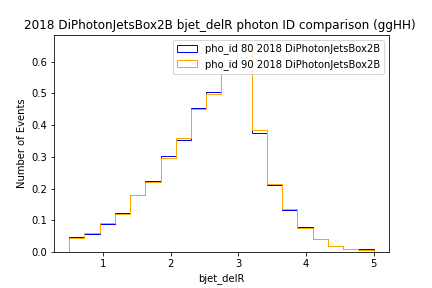 2018 DiPhotonJetsBox2B bjet_delR photon ID comparison (ggHH)
pho_id 80 2018 DiPhotonJetsBox2B
pho_id 90 2018 DiPhotonJetsBox2B
Number of Events
0.6
0.5
0.4
0.3
0.2
0.1
0.0
1 2 3 4 5
bjet_delR